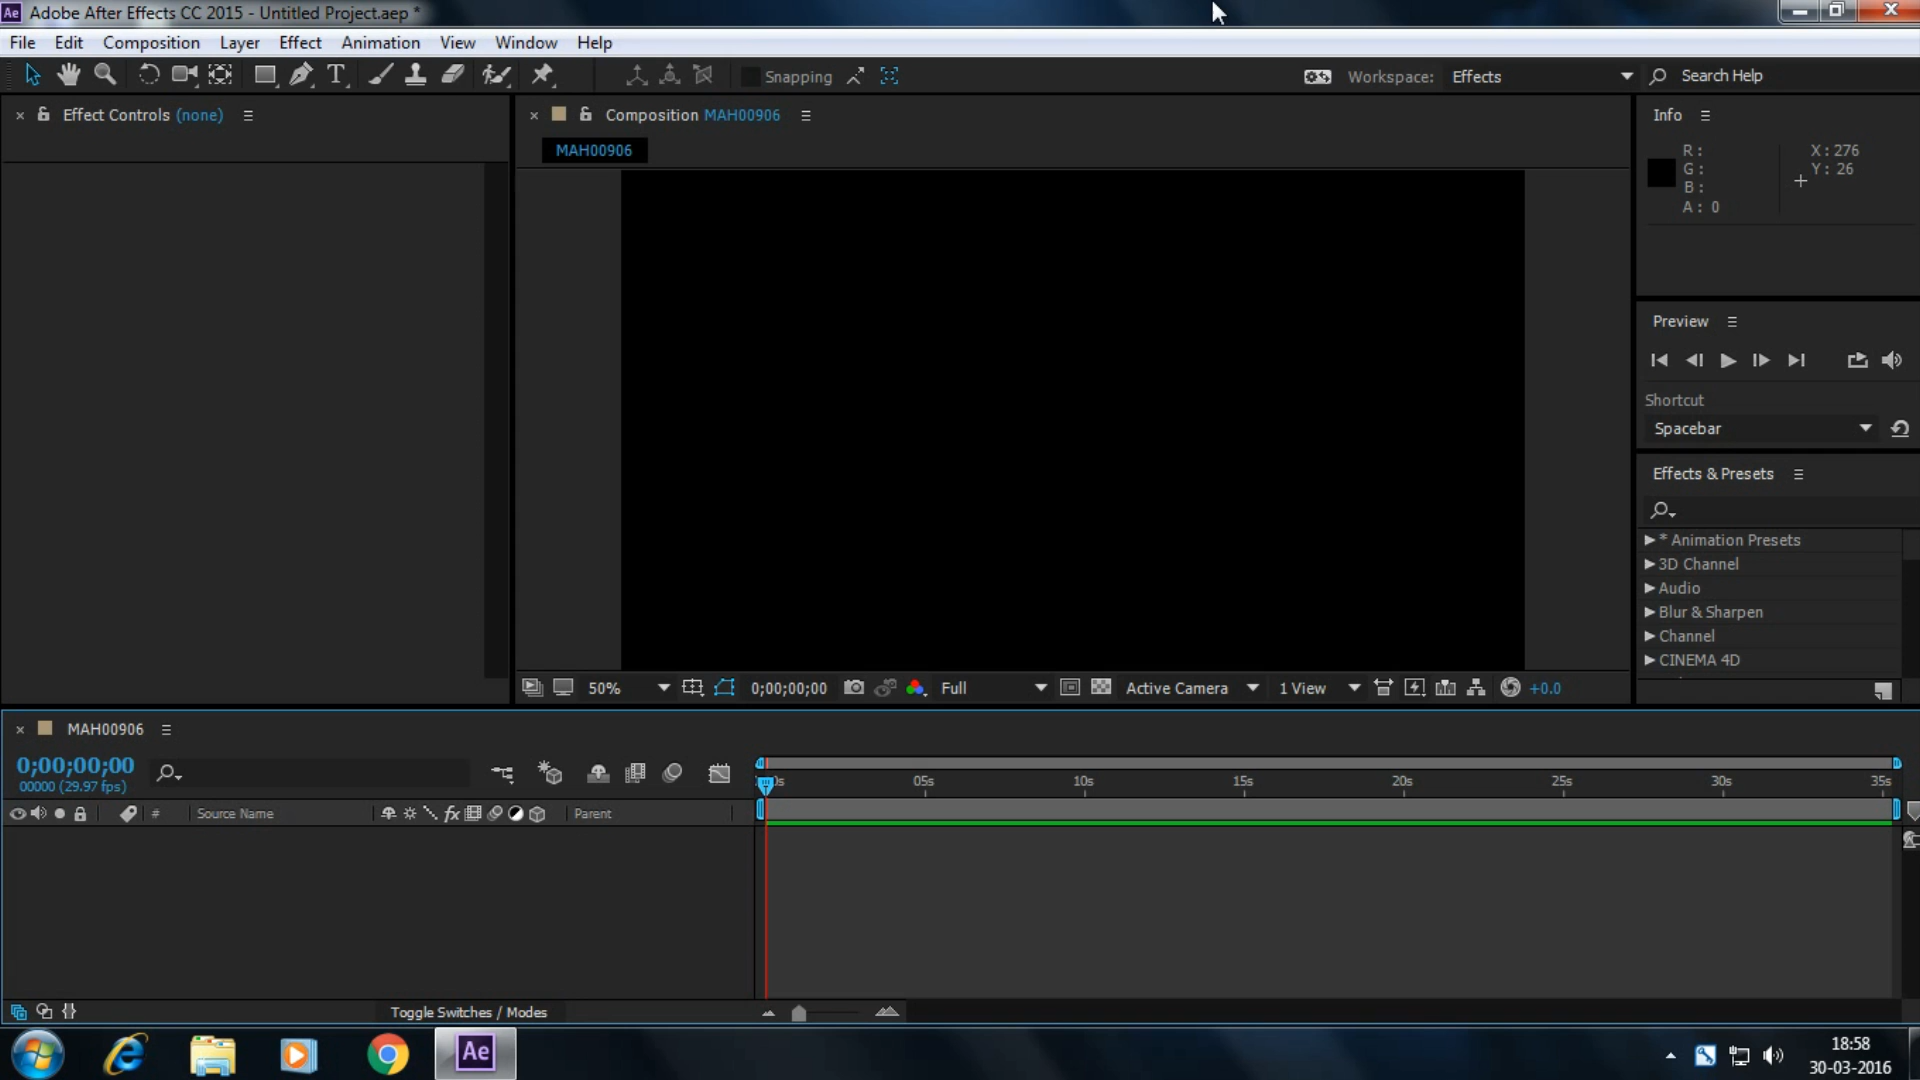 Ae Adobe After Effects CC 2015 - Untitled Project.aep *
File Edit Composition Layer Effect Animation View Window Help
T Snapping Workspace: Effects Search Help
Effect Controls (none)
Composition MAH00906
MAH00906
Info
R :
G :
B :
A : 0
X : 276
Y : 26
Preview
Shortcut
Spacebar
Effects & Presets
* Animation Presets
3D Channel
Audio
Blur & Sharpen
Channel
CINEMA 4D
50% 0;00;00;00 Full Active Camera 1 View +0.0
MAH00906
0;00;00;00
00000 (29.97 fps)
0s 05s 10s 15s 20s 25s 30s 35s
# Source Name fx Parent
Toggle Switches / Modes
Ae
18:58
30-03-2016